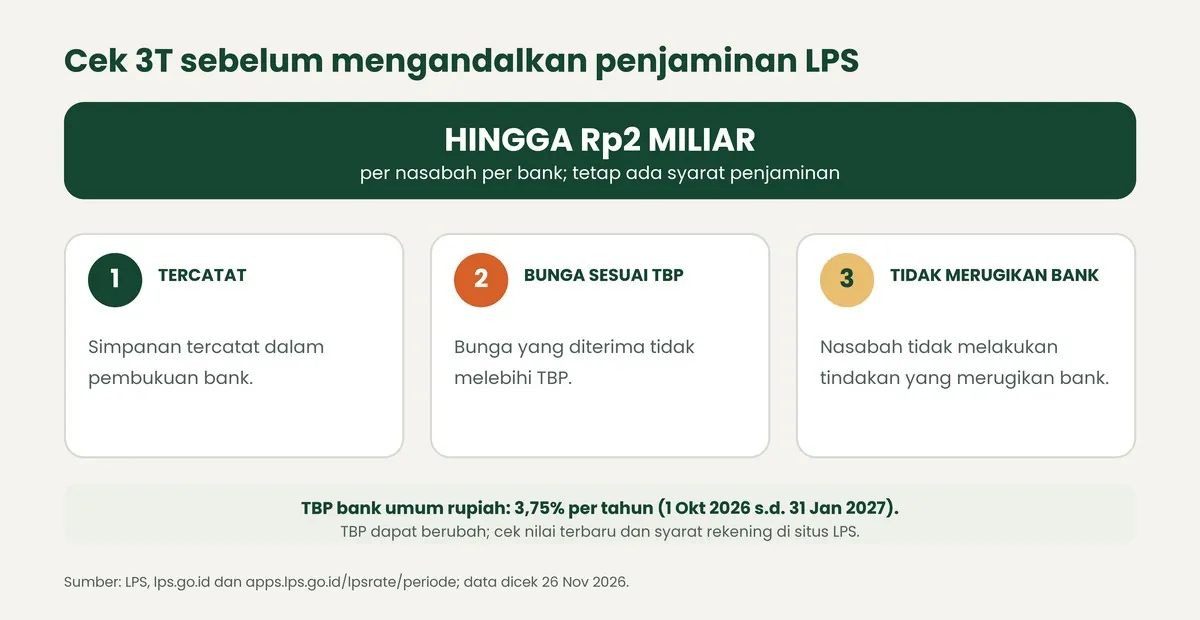 Cek 3T sebelum mengandalkan penjaminan LPS
HINGGA Rp2 MILIAR
per nasabah per bank; tetap ada syarat penjaminan
1
TERCATAT
Simpanan tercatat dalam
pembukuan bank.
2
BUNGA SESUAI TBP
Bunga yang diterima tidak
melebihi TBP.
3
TIDAK MERUGIKAN BANK
Nasabah tidak melakukan
tindakan yang merugikan bank.
TBP bank umum rupiah: 3,75% per tahun (1 Okt 2026 s.d. 31 Jan 2027).
TBP dapat berubah; cek nilai terbaru dan syarat rekening di situs LPS.
Sumber: LPS, lps.go.id dan apps.lps.go.id/lpsrate/periode; data dicek 26 Nov 2026.